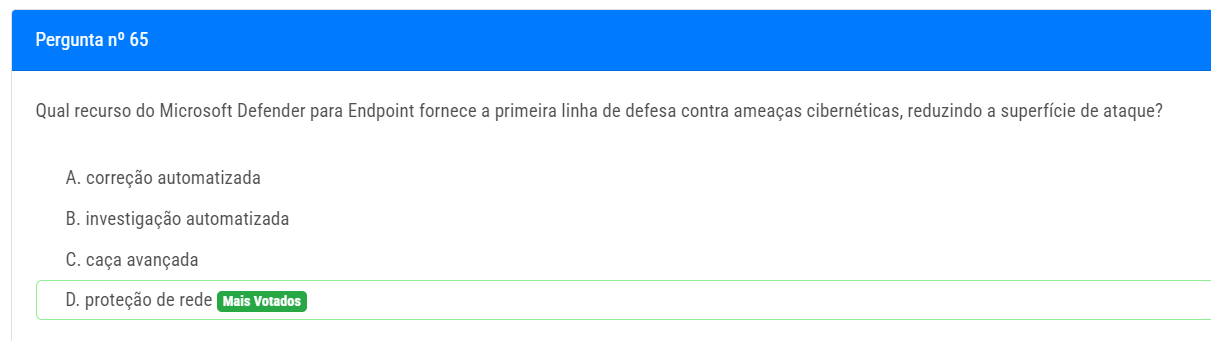 Pergunta nº 65
Qual recurso do Microsoft Defender para Endpoint fornece a primeira linha de defesa contra ameaças cibernéticas, reduzindo a superfície de ataque?
A. correção automatizada
B. investigação automatizada
C. caça avançada
D. proteção de rede Mais Votados